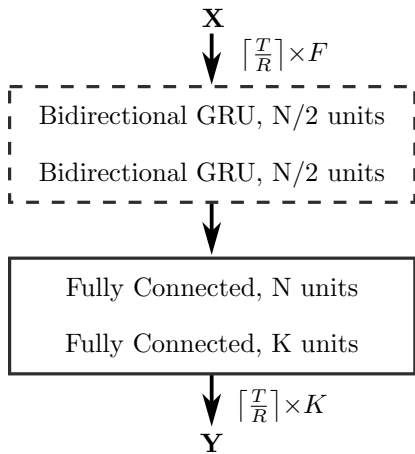 X
⌈T/R⌉×F
Bidirectional GRU, N/2 units
Bidirectional GRU, N/2 units
Fully Connected, N units
Fully Connected, K units
⌈T/R⌉×K
Y